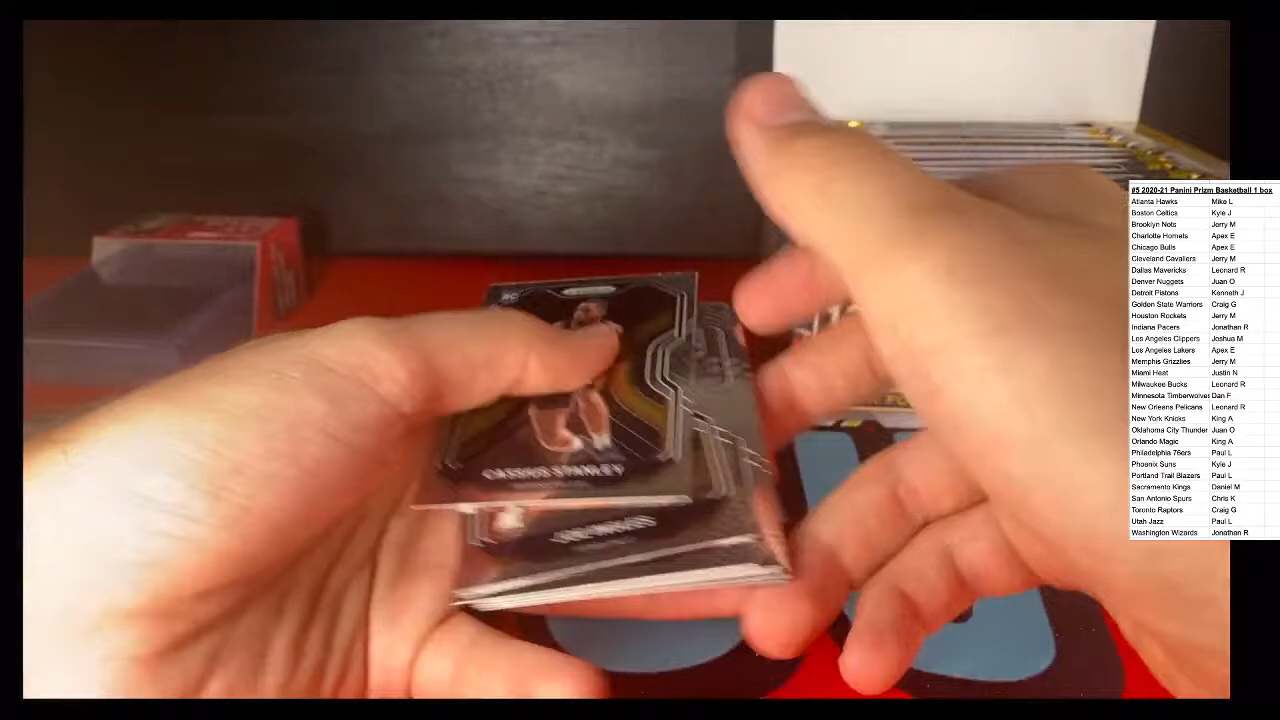 #5 2020-21 Panini Prizm Basketball 1 box
Atlanta Hawks Mike L
Boston Celtics Kyle J
Brooklyn Nets Jerry M
Charlotte Hornets Apex E
Chicago Bulls Apex E
Cleveland Cavaliers Jerry M
Dallas Mavericks Leonard R
Denver Nuggets Juan O
Detroit Pistons Kenneth J
Golden State Warriors Craig G
Houston Rockets Jerry M
Indiana Pacers Jonathan R
Los Angeles Clippers Joshua M
Los Angeles Lakers Apex E
Memphis Grizzlies Jerry M
Miami Heat Justin N
Milwaukee Bucks Leonard R
Minnesota Timberwolves Dan F
New Orleans Pelicans Leonard R
New York Knicks King A
Oklahoma City Thunder Juan O
Orlando Magic King A
Philadelphia 76ers Paul L
Phoenix Suns Kyle J
Portland Trail Blazers Paul L
Sacramento Kings Daniel M
San Antonio Spurs Chris K
Toronto Raptors Craig G
Utah Jazz Paul L
Washington Wizards Jonathan R
RC
CASSIUS STANLEY